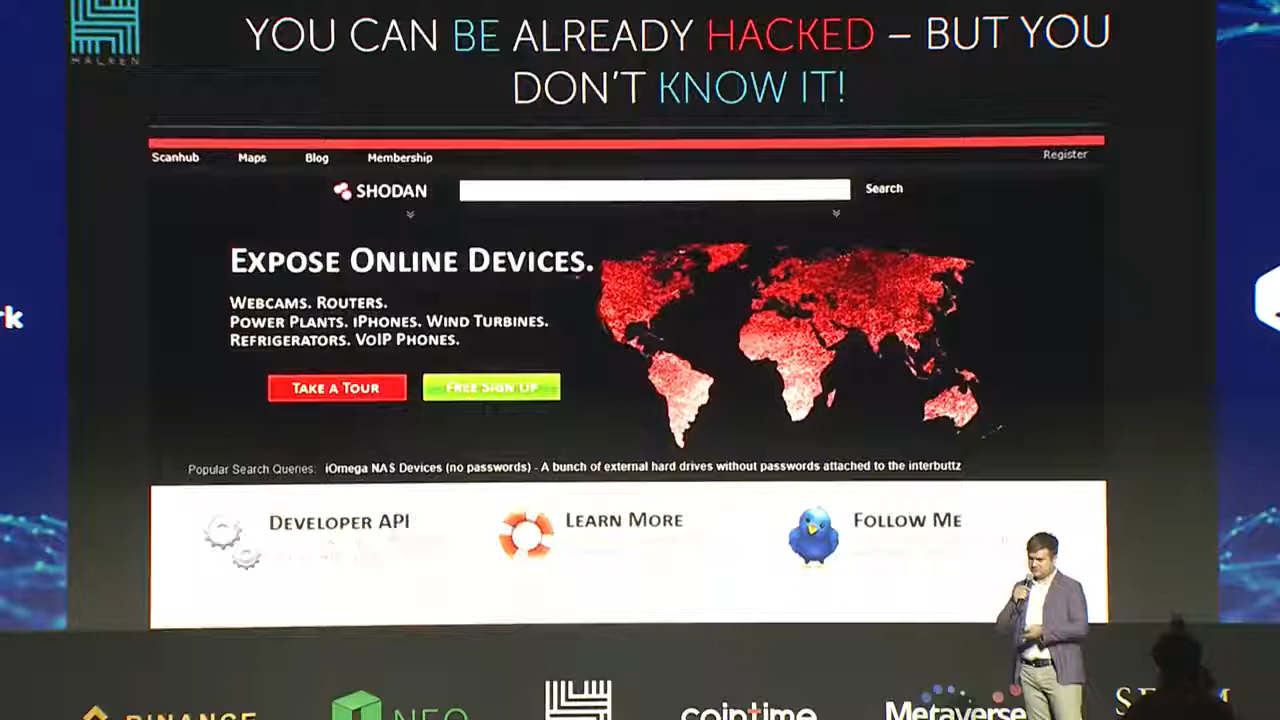 HACKEN
YOU CAN BE ALREADY HACKED – BUT YOU
DON'T KNOW IT!
Scanhub Maps Blog Membership Register
SHODAN Search
EXPOSE ONLINE DEVICES.
WEBCAMS. ROUTERS.
POWER PLANTS. IPHONES. WIND TURBINES.
REFRIGERATORS. VOIP PHONES.
rk
TAKE A TOUR FREE SIGN UP
Popular Search Queries: iOmega NAS Devices (no passwords) - A bunch of external hard drives without passwords attached to the interbuttz
DEVELOPER API LEARN MORE FOLLOW ME
BINANCE NEO cointime Metaverse